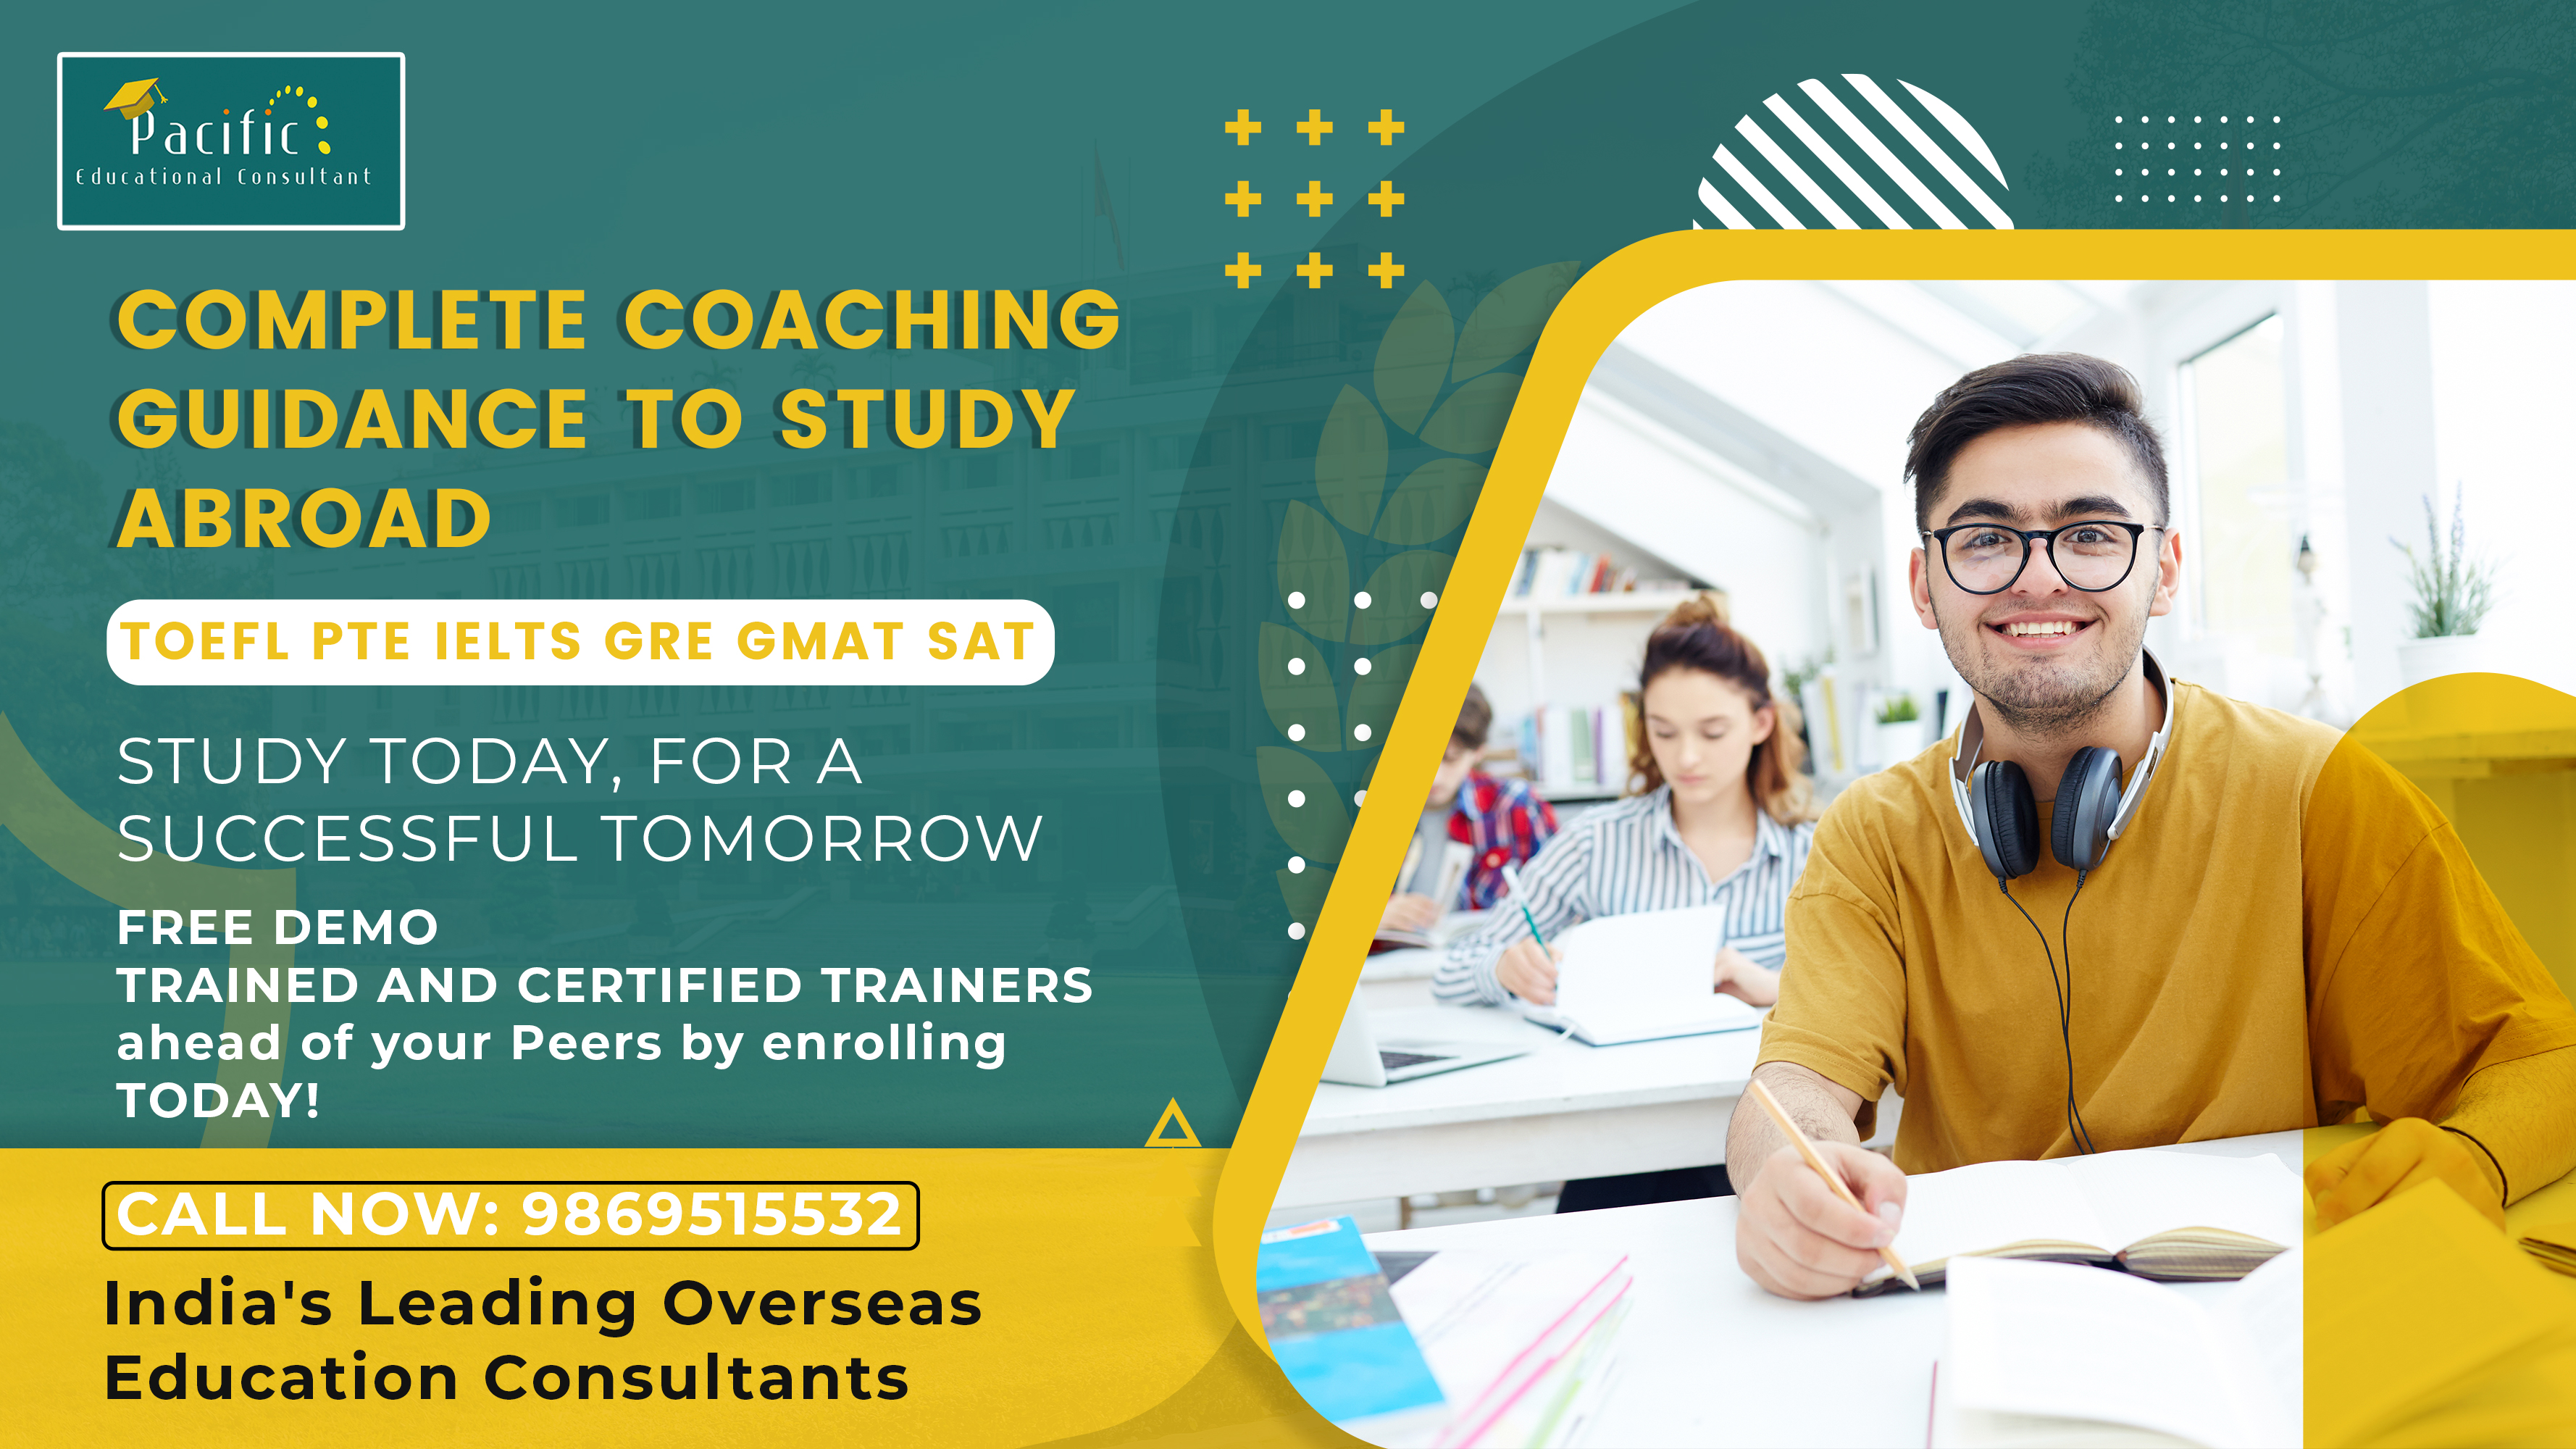 Pacific
Educational Consultant
COMPLETE COACHING
GUIDANCE TO STUDY
ABROAD
TOEFL PTE IELTS GRE GMAT SAT
STUDY TODAY, FOR A
SUCCESSFUL TOMORROW
FREE DEMO
TRAINED AND CERTIFIED TRAINERS
ahead of your Peers by enrolling
TODAY!
CALL NOW: 9869515532
India's Leading Overseas
Education Consultants